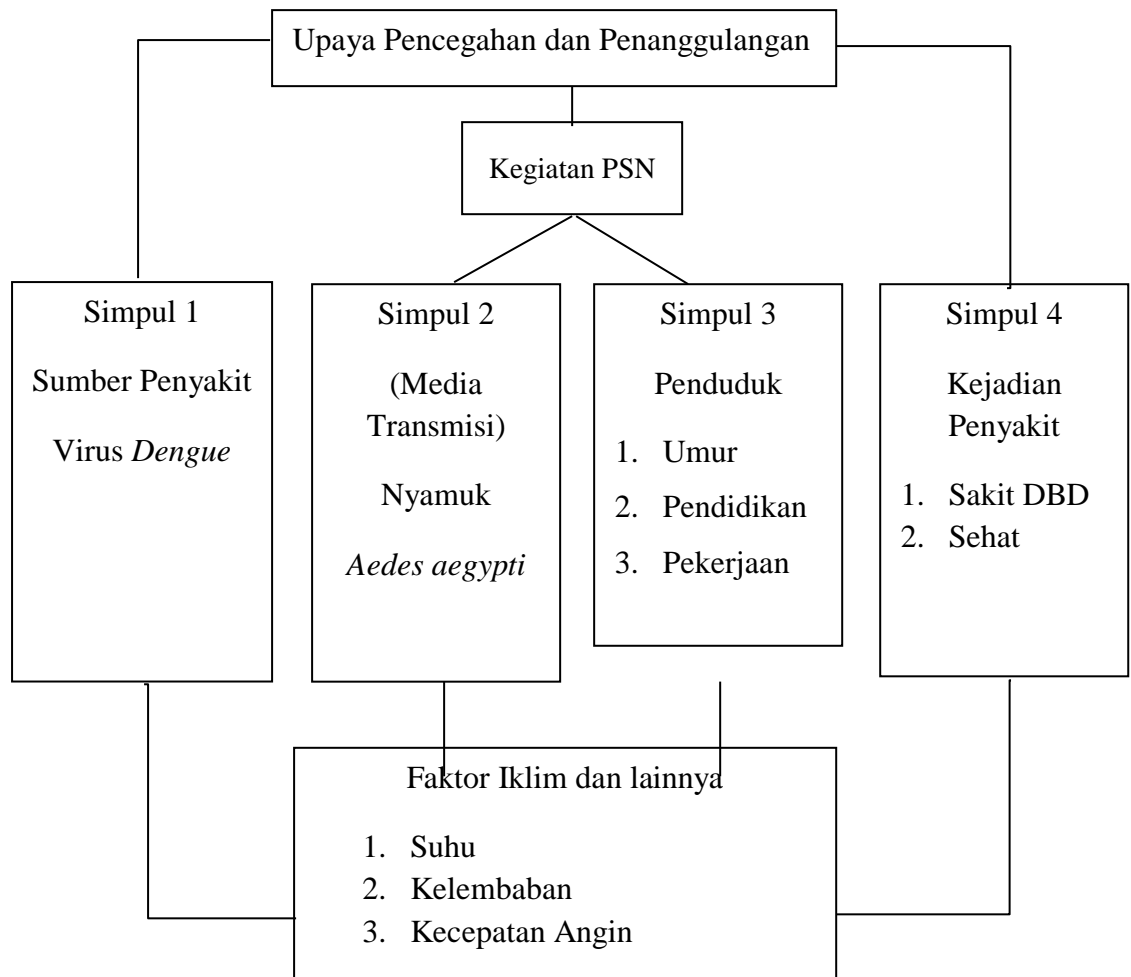 Upaya Pencegahan dan Penanggulangan
Kegiatan PSN
Simpul 1
Sumber Penyakit
Virus Dengue
Simpul 2
(Media
Transmisi)
Nyamuk
Aedes aegypti
Simpul 3
Penduduk
1. Umur
2. Pendidikan
3. Pekerjaan
Simpul 4
Kejadian
Penyakit
1. Sakit DBD
2. Sehat
Faktor Iklim dan lainnya
1. Suhu
2. Kelembaban
3. Kecepatan Angin